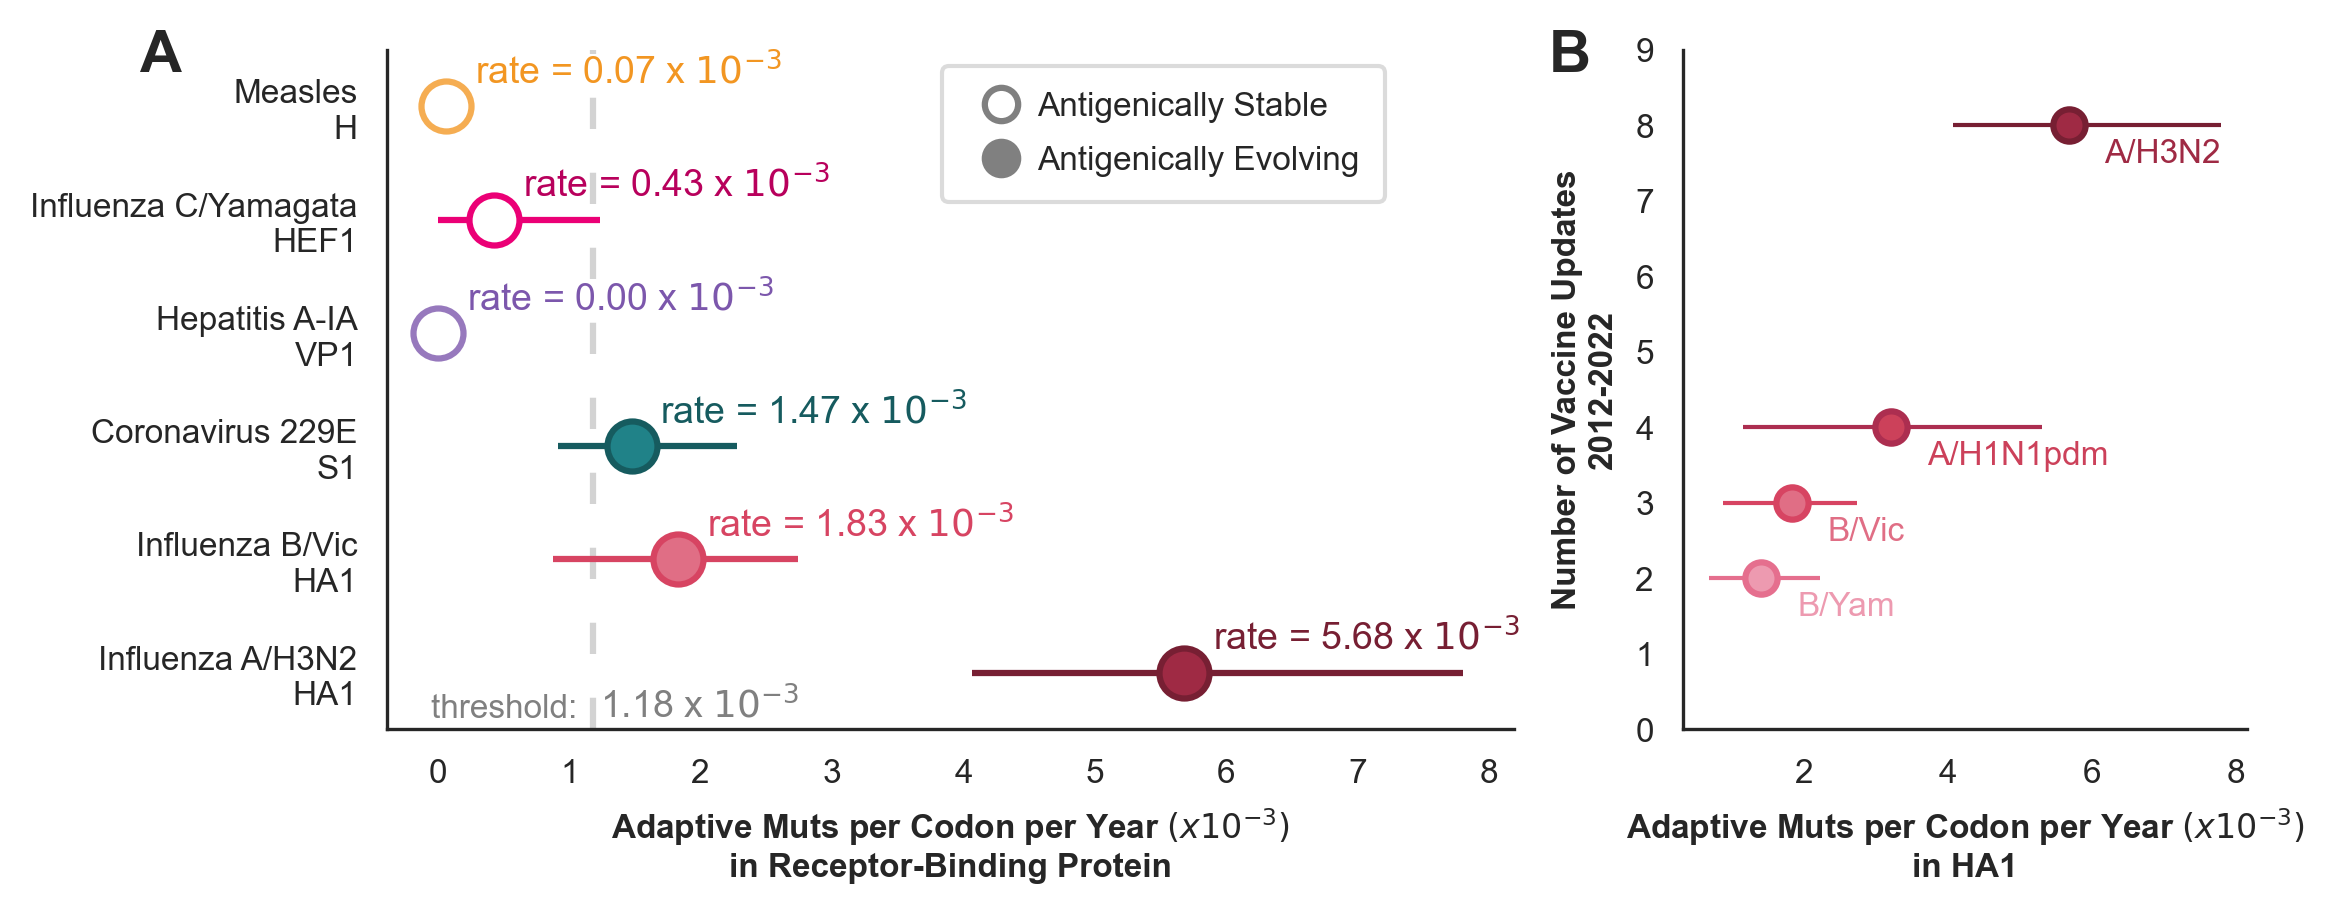 A
Measles
H
rate = 0.07 x 10⁻³
Influenza C/Yamagata
HEF1
rate = 0.43 x 10⁻³
Hepatitis A-IA
VP1
rate = 0.00 x 10⁻³
Coronavirus 229E
S1
rate = 1.47 x 10⁻³
Influenza B/Vic
HA1
rate = 1.83 x 10⁻³
Influenza A/H3N2
HA1
rate = 5.68 x 10⁻³
threshold: 1.18 x 10⁻³
Antigenically Stable
Antigenically Evolving
0 1 2 3 4 5 6 7 8
Adaptive Muts per Codon per Year (x10⁻³)
in Receptor-Binding Protein
B
Number of Vaccine Updates
2012-2022
9
8
7
6
5
4
3
2
1
0
A/H3N2
A/H1N1pdm
B/Vic
B/Yam
2 4 6 8
Adaptive Muts per Codon per Year (x10⁻³)
in HA1